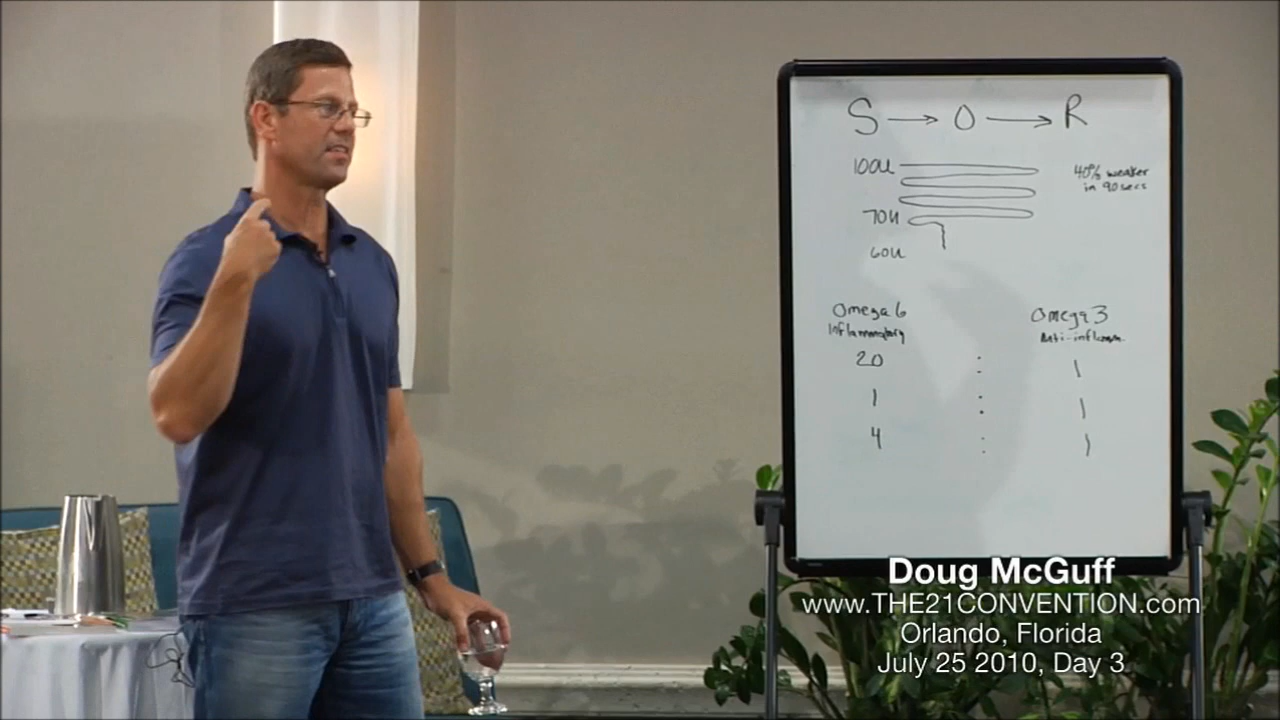 S → O → R
100u
40% weaker
in 90 secs
70u
60u
Omega 6 Omega 3
Inflammatory Anti-inflamm.
20 : 1
1 : 1
4 : 1
Doug McGuff
www.THE21CONVENTION.com
Orlando, Florida
July 25 2010, Day 3